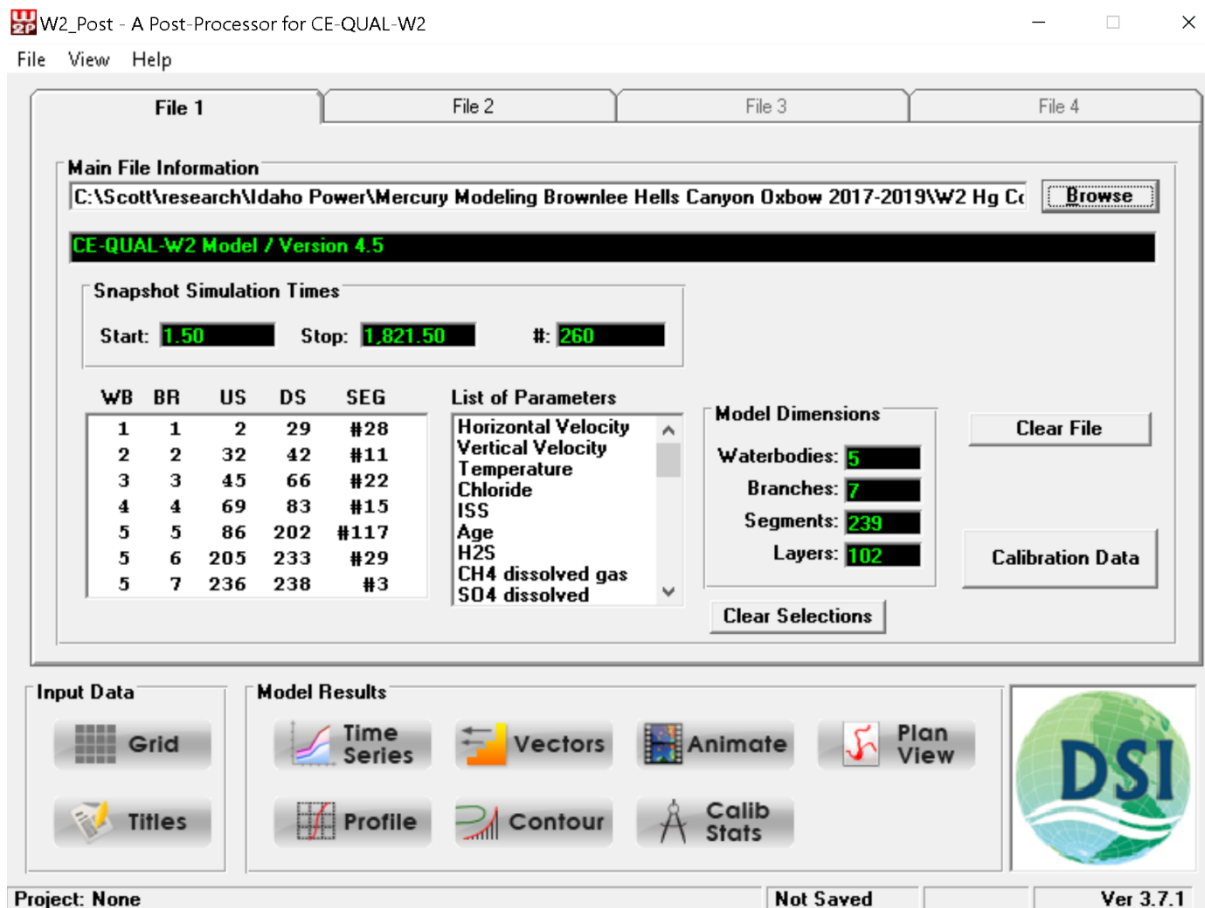 W2P W2_Post - A Post-Processor for CE-QUAL-W2
File View Help
File 1 File 2 File 3 File 4
Main File Information
C:\Scott\research\Idaho Power\Mercury Modeling Brownlee Hells Canyon Oxbow 2017-2019\W2 Hg Browse
CE-QUAL-W2 Model / Version 4.5
Snapshot Simulation Times
Start: 1.50 Stop: 1,821.50 #: 260
WB BR US DS SEG
1 1 2 29 #28
2 2 32 42 #11
3 3 45 66 #22
4 4 69 83 #15
5 5 86 202 #117
5 6 205 233 #29
5 7 236 238 #3
List of Parameters
Horizontal Velocity
Vertical Velocity
Temperature
Chloride
ISS
Age
H2S
CH4 dissolved gas
SO4 dissolved
Model Dimensions
Waterbodies: 5
Branches: 7
Segments: 239
Layers: 102
Clear Selections
Clear File
Calibration Data
Input Data
Grid
Titles
Model Results
Time Series
Vectors
Animate
Plan View
Profile
Contour
Calib Stats
DSI
Project: None Not Saved Ver 3.7.1